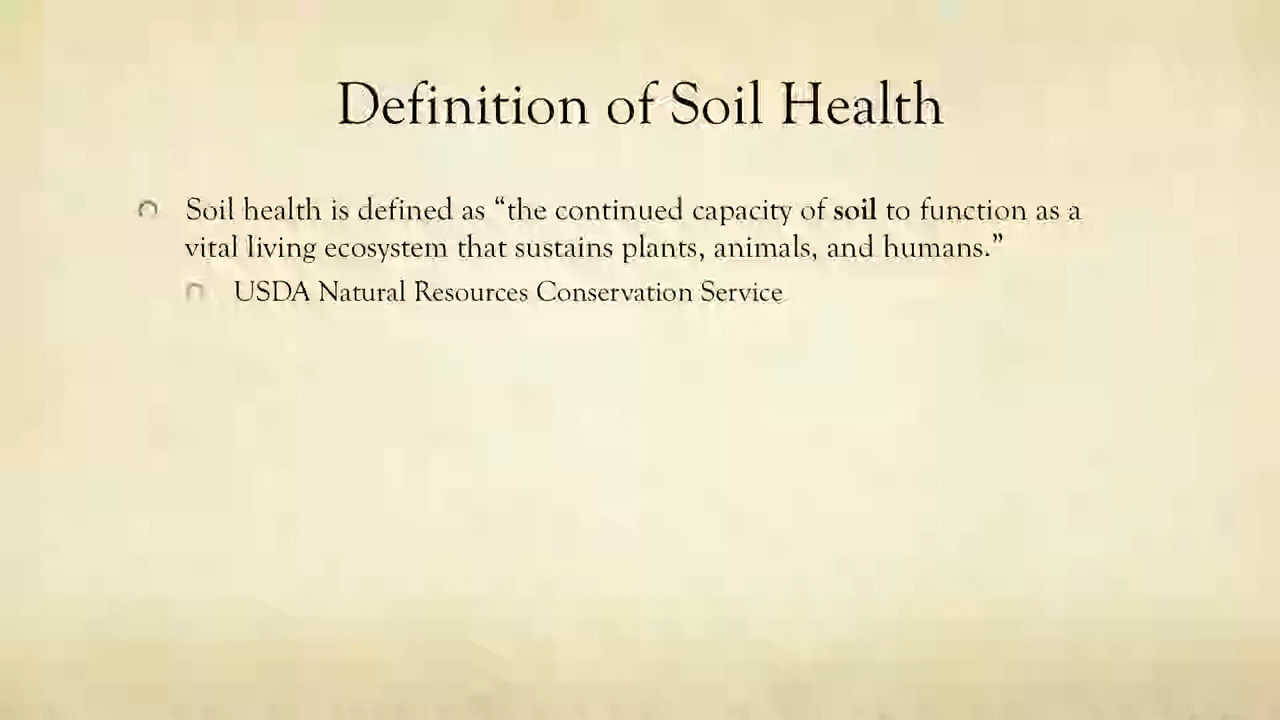 Definition of Soil Health
Soil health is defined as “the continued capacity of soil to function as a
vital living ecosystem that sustains plants, animals, and humans.”
USDA Natural Resources Conservation Service